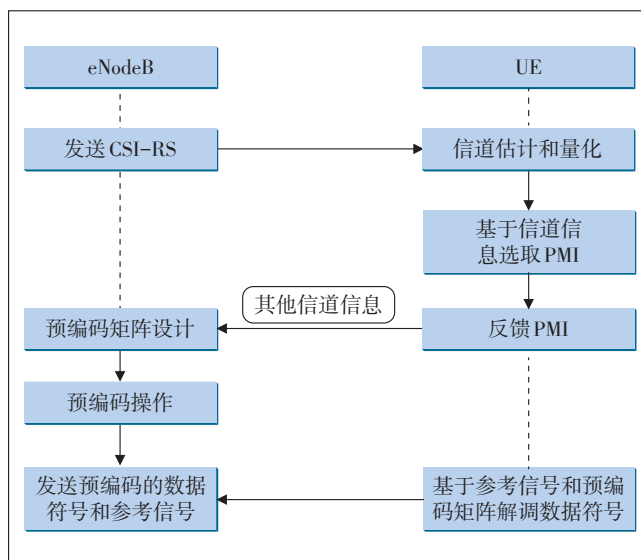 eNodeB
UE
发送CSI-RS
信道估计和量化
基于信道信
息选取PMI
其他信道信息
预编码矩阵设计
反馈PMI
预编码操作
发送预编码的数据
符号和参考信号
基于参考信号和预编
码矩阵解调数据符号